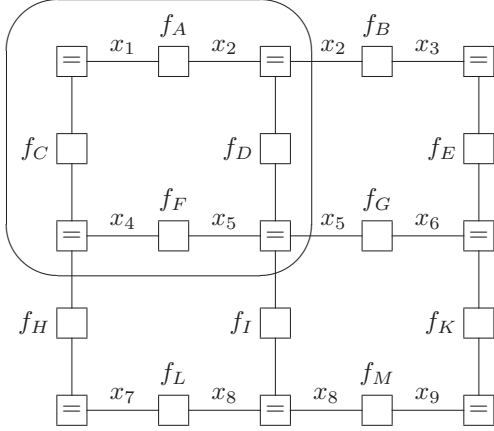 f_A f_B
= x_1 x_2 = x_2 x_3 =
f_C f_D f_E
f_F f_G
= x_4 x_5 = x_5 x_6 =
f_H f_I f_K
f_L f_M
= x_7 x_8 = x_8 x_9 =